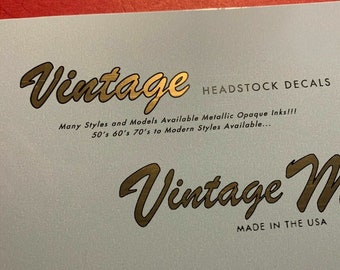 Vintage HEADSTOCK DECALS
Many Styles and Models Available Metallic Opaque Inks!!!
50's 60's 70's to Modern Styles Available...
Vintage M
MADE IN THE USA